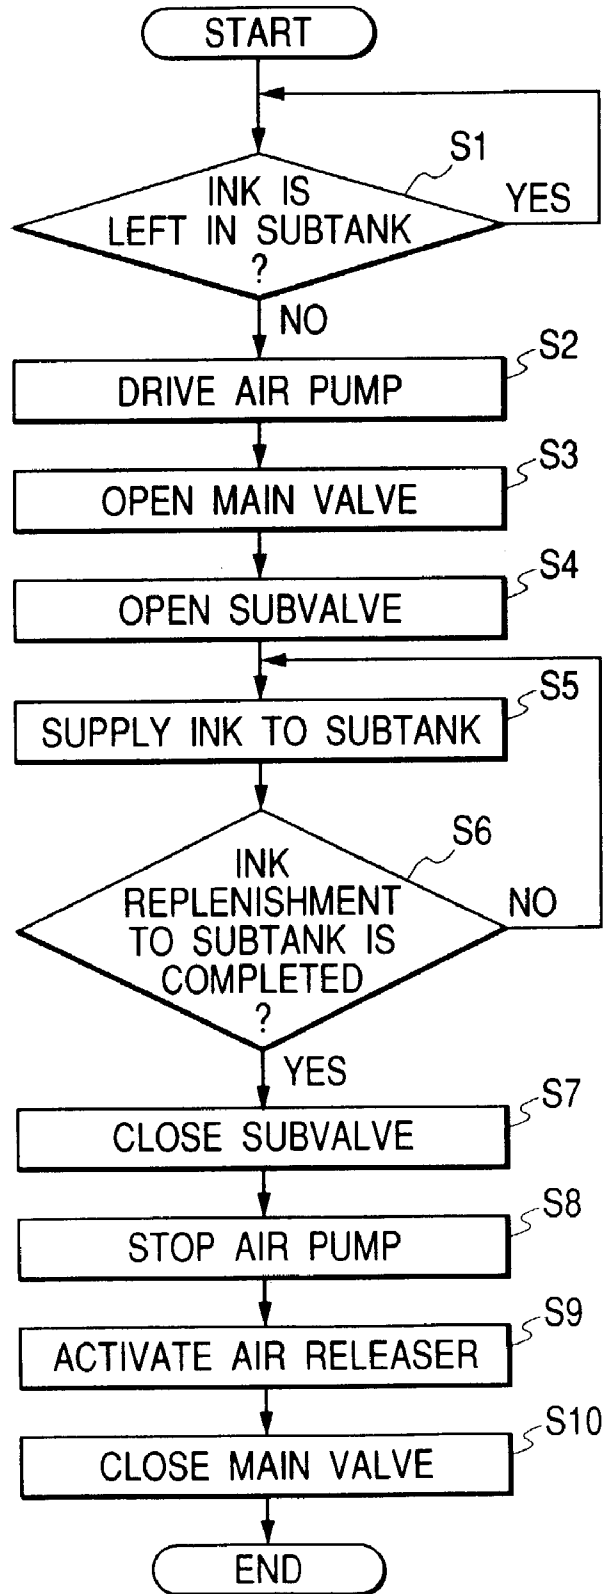 START
S1
INK IS
LEFT IN SUBTANK
?
YES
NO
S2
DRIVE AIR PUMP
S3
OPEN MAIN VALVE
S4
OPEN SUBVALVE
S5
SUPPLY INK TO SUBTANK
S6
INK
REPLENISHMENT
TO SUBTANK IS
COMPLETED
?
NO
YES
S7
CLOSE SUBVALVE
S8
STOP AIR PUMP
S9
ACTIVATE AIR RELEASER
S10
CLOSE MAIN VALVE
END